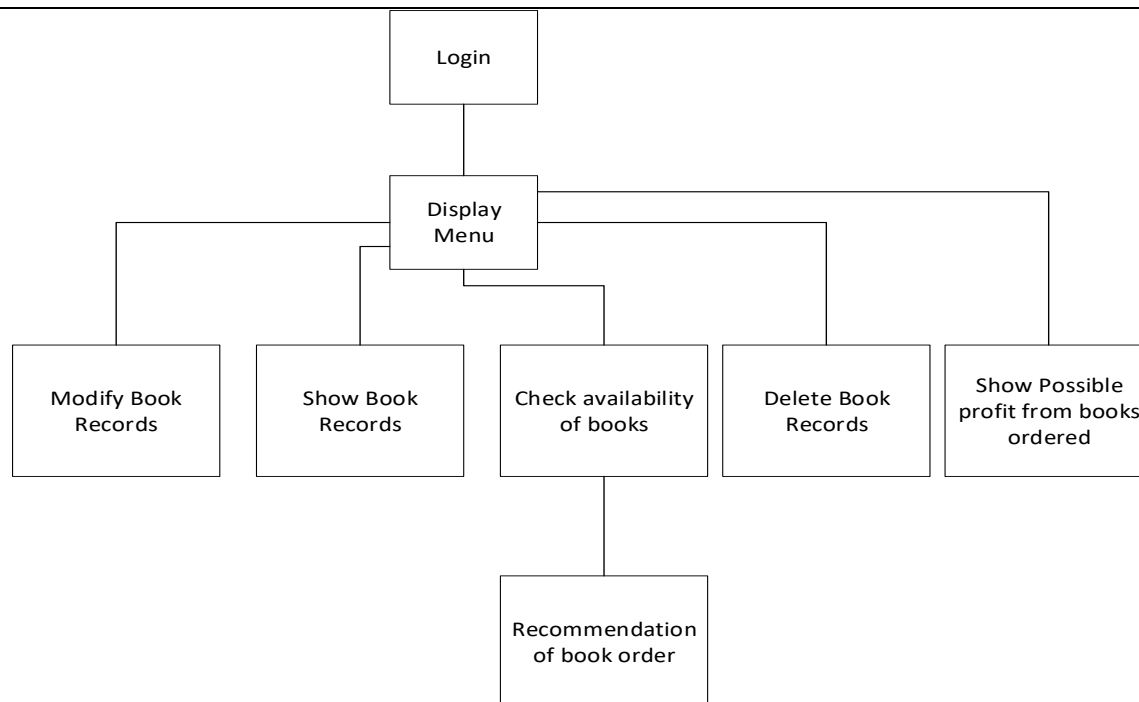 Login
Display
Menu
Modify Book
Records
Show Book
Records
Check availability
of books
Delete Book
Records
Show Possible
profit from books
ordered
Recommendation
of book order